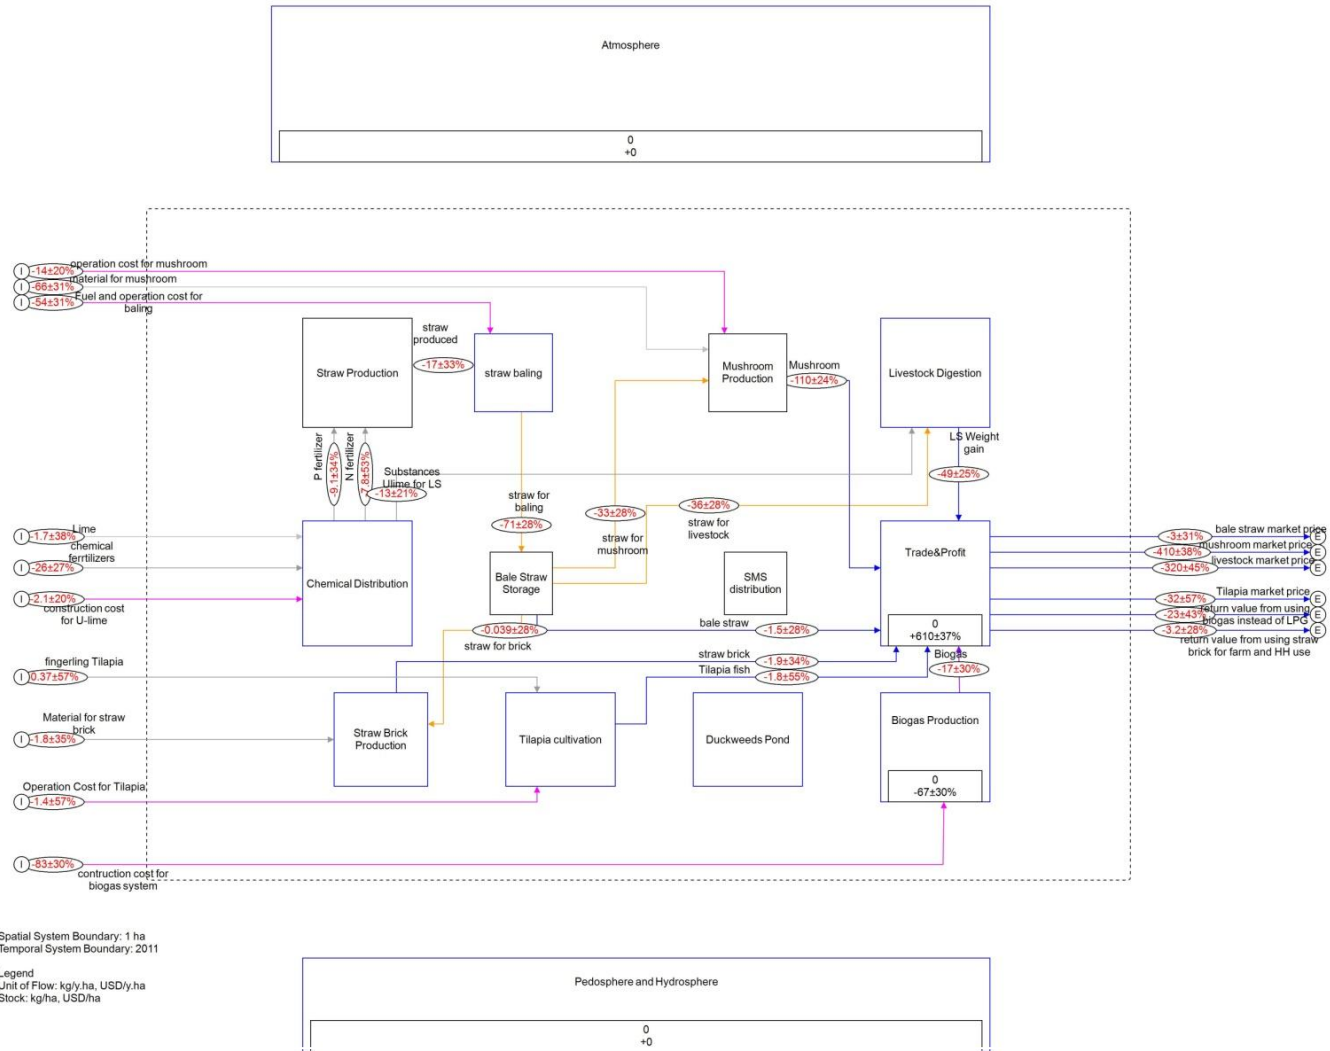 Atmosphere
0
+0
I -14±20% operation cost for mushroom
I -66±31% material for mushroom
I -54±31% Fuel and operation cost for
baling
Straw Production
straw
produced
-17±33%
straw baling
Mushroom
Production
Mushroom
-110±24%
Livestock Digestion
LS Weight
gain
-49±25%
P fertilizer
-9.1±34%
N fertilizer
-7.8±53%
Substances
Ulime for LS
-13±21%
straw for
baling
-71±28%
-33±28%
straw for
mushroom
-36±28%
straw for
livestock
I -1.7±38% Lime
I -26±27% chemical
ferrtilizers
I -2.1±20% construction cost
for U-lime
Chemical Distribution
Bale Straw
Storage
SMS
distribution
Trade&Profit
0
+610±37%
-3±31% bale straw market price E
-410±38% mushroom market price E
-320±45% livestock market price E
-32±57% Tilapia market price E
-23±43% return value from using
biogas instead of LPG E
-3.2±28% E
return value from using straw
brick for farm and HH use
-0.039±28%
straw for brick
bale straw -1.5±28%
straw brick -1.9±34%
Tilapia fish -1.8±55%
Biogas
-17±30%
fingerling Tilapia
I 0.37±57%
Material for straw
brick
I -1.8±35%
Straw Brick
Production
Tilapia cultivation
Duckweeds Pond
Biogas Production
0
-67±30%
Operation Cost for Tilapia
I -1.4±57%
I -83±30%
contruction cost for
biogas system
Spatial System Boundary: 1 ha
Temporal System Boundary: 2011
Legend
Unit of Flow: kg/y.ha, USD/y.ha
Stock: kg/ha, USD/ha
Pedosphere and Hydrosphere
0
+0